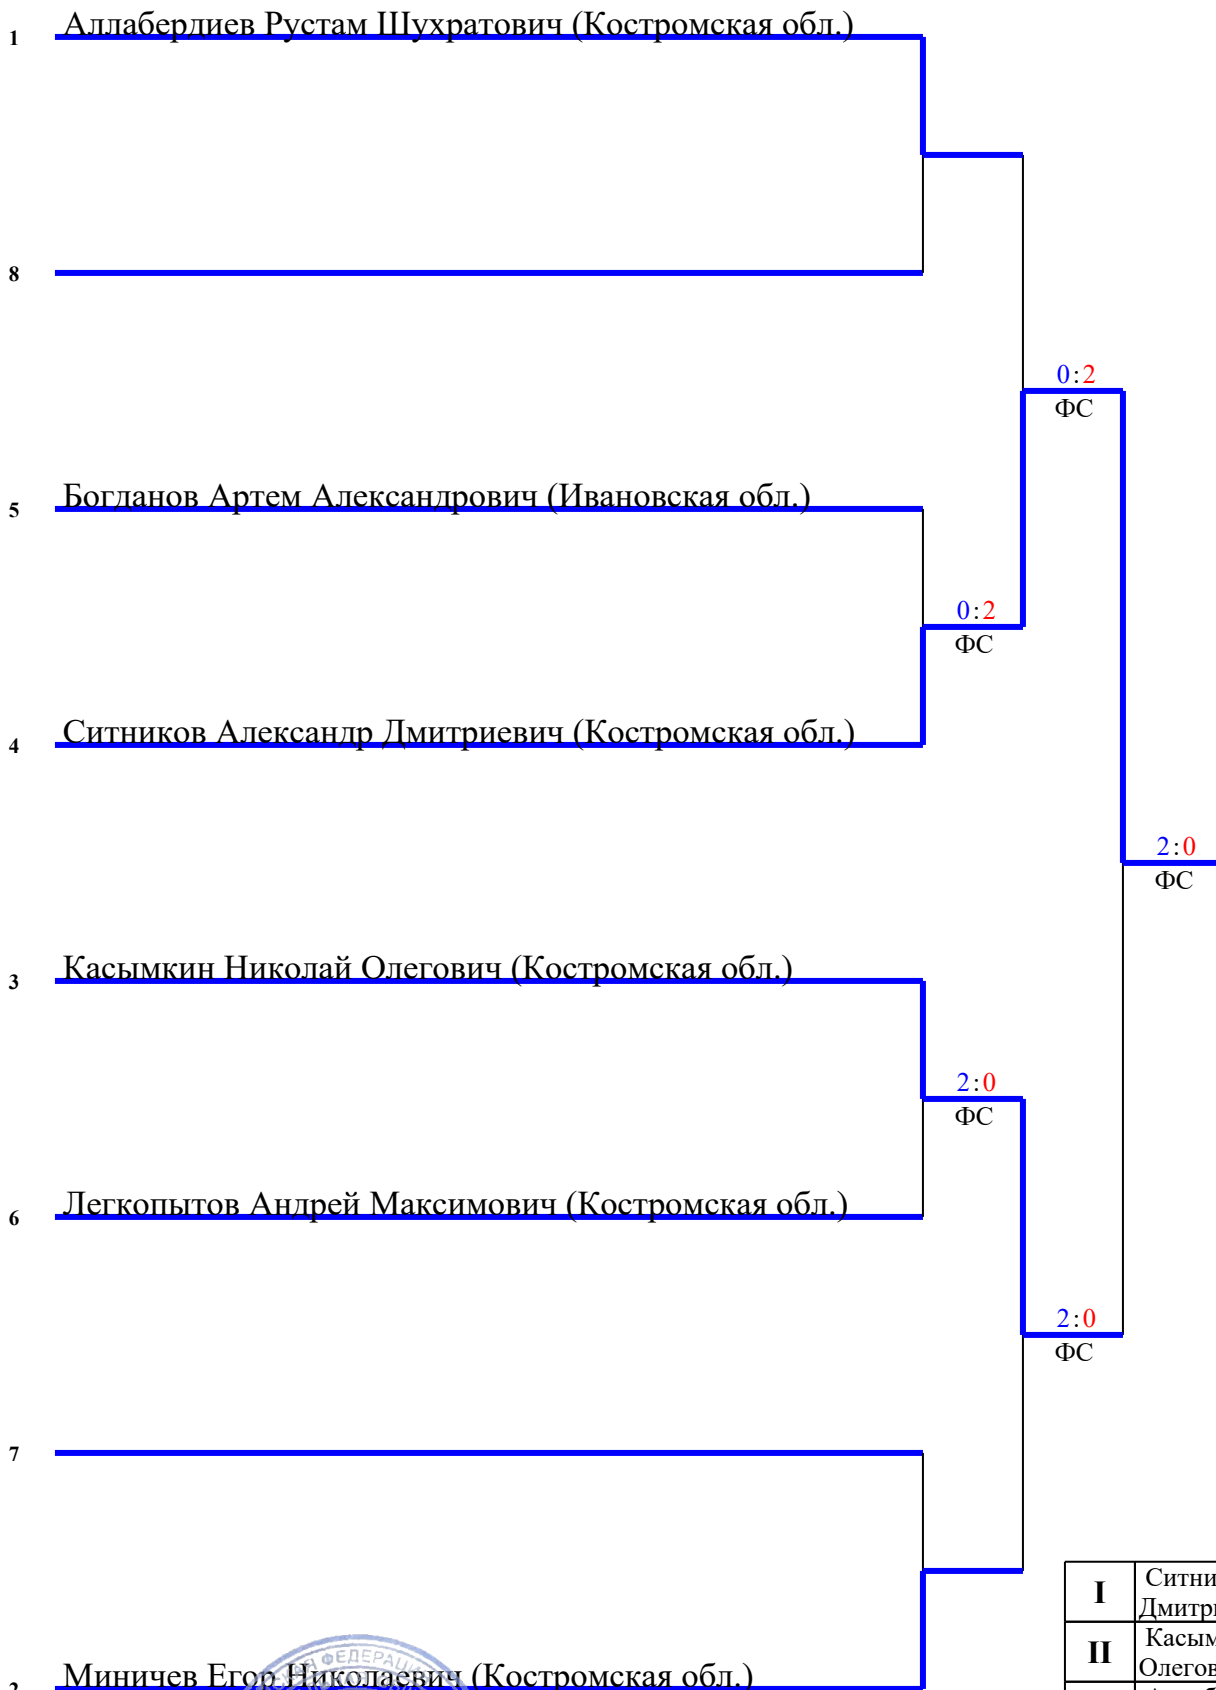 1 Аллабердиев Рустам Шухратович (Костромская обл.)
8
0:2
ФС
5 Богданов Артем Александрович (Ивановская обл.)
0:2
ФС
4 Ситников Александр Дмитриевич (Костромская обл.)
2:0
ФС
3 Касымкин Николай Олегович (Костромская обл.)
2:0
ФС
6 Легкопытов Андрей Максимович (Костромская обл.)
2:0
ФС
7
I Ситни
Дмитри
II Касым
Олегов
Миничев Егор Николаевич (Костромская обл.)